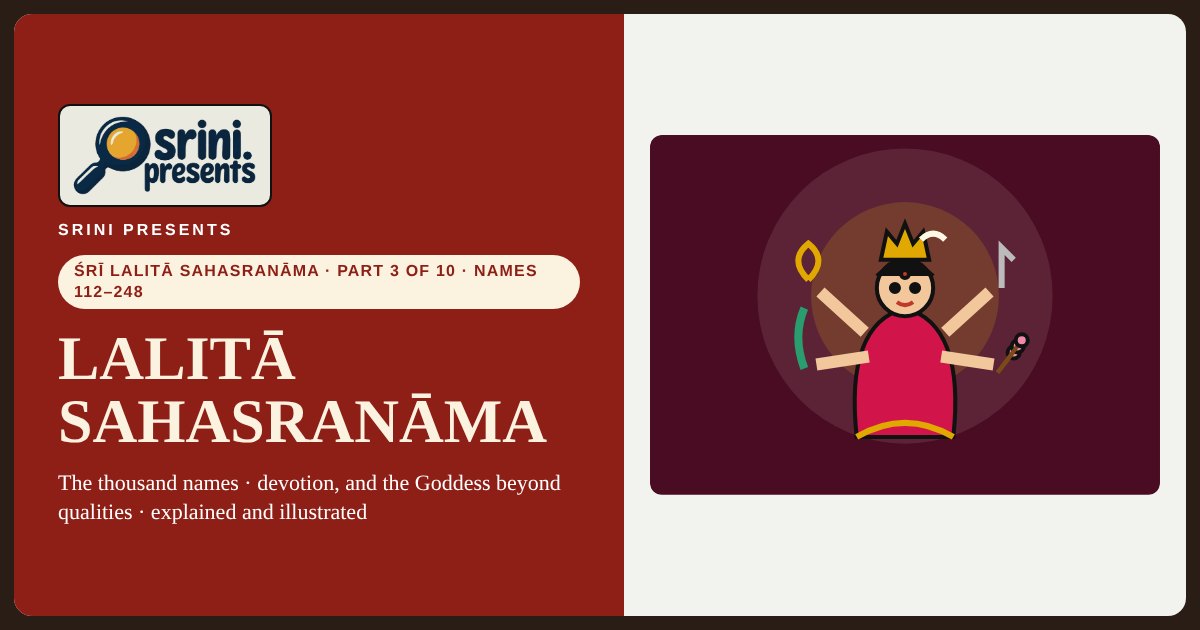 srini.
presents
SRINI PRESENTS
ŚRĪ LALITĀ SAHASRANĀMA · PART 3 OF 10 · NAMES
112–248
LALITĀ
SAHASRANĀMA
The thousand names · devotion, and the Goddess beyond
qualities · explained and illustrated